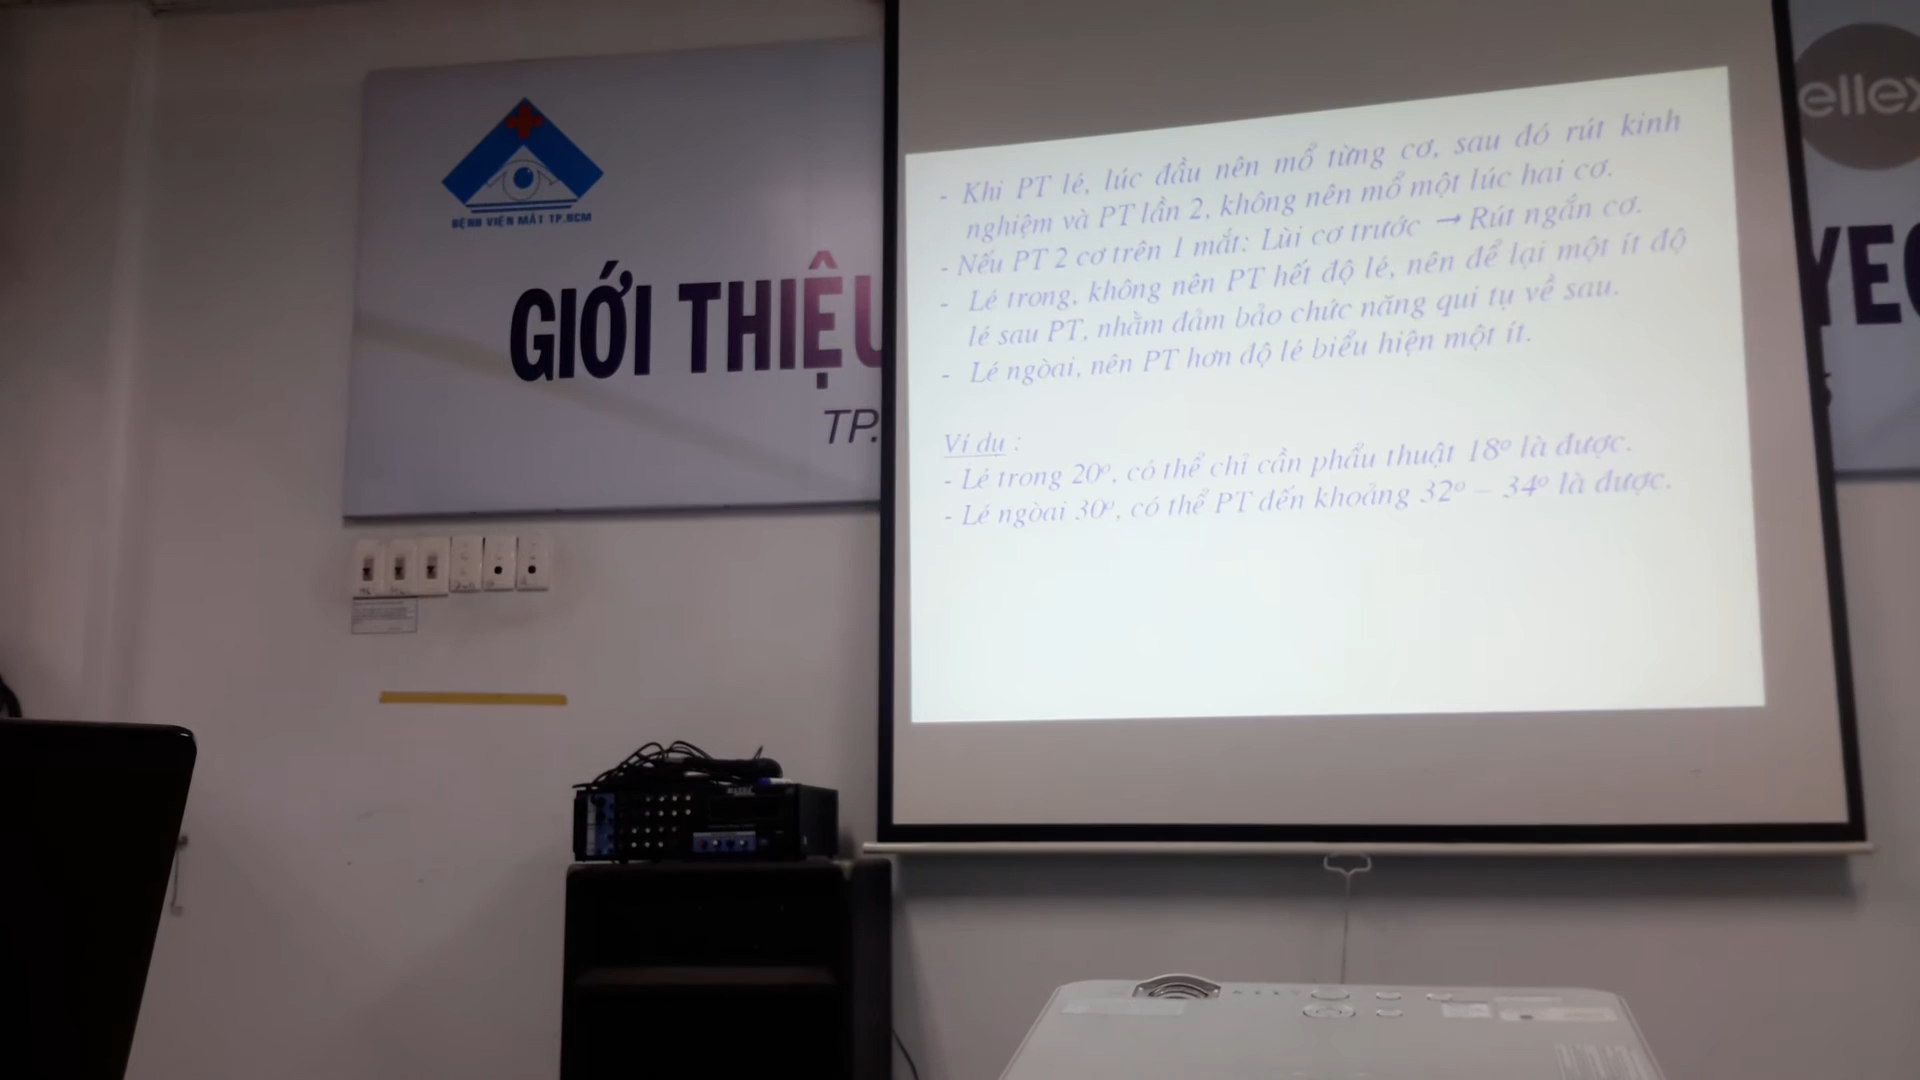 BỆNH VIỆN MẮT TP.HCM
GIỚI THIỆU
TP.
ellex
- Khi PT lé, lúc đầu nên mổ từng cơ, sau đó rút kinh
nghiệm và PT lần 2, không nên mổ một lúc hai cơ.
- Nếu PT 2 cơ trên 1 mắt: Lùi cơ trước → Rút ngắn cơ.
- Lé trong, không nên PT hết độ lé, nên để lại một ít độ
lé sau PT, nhằm đảm bảo chức năng qui tụ về sau.
- Lé ngòai, nên PT hơn độ lé biểu hiện một ít.
Ví dụ :
- Lé trong 20º, có thể chỉ cần phẩu thuật 18º là được.
- Lé ngòai 30º, có thể PT đến khoảng 32º – 34º là được.